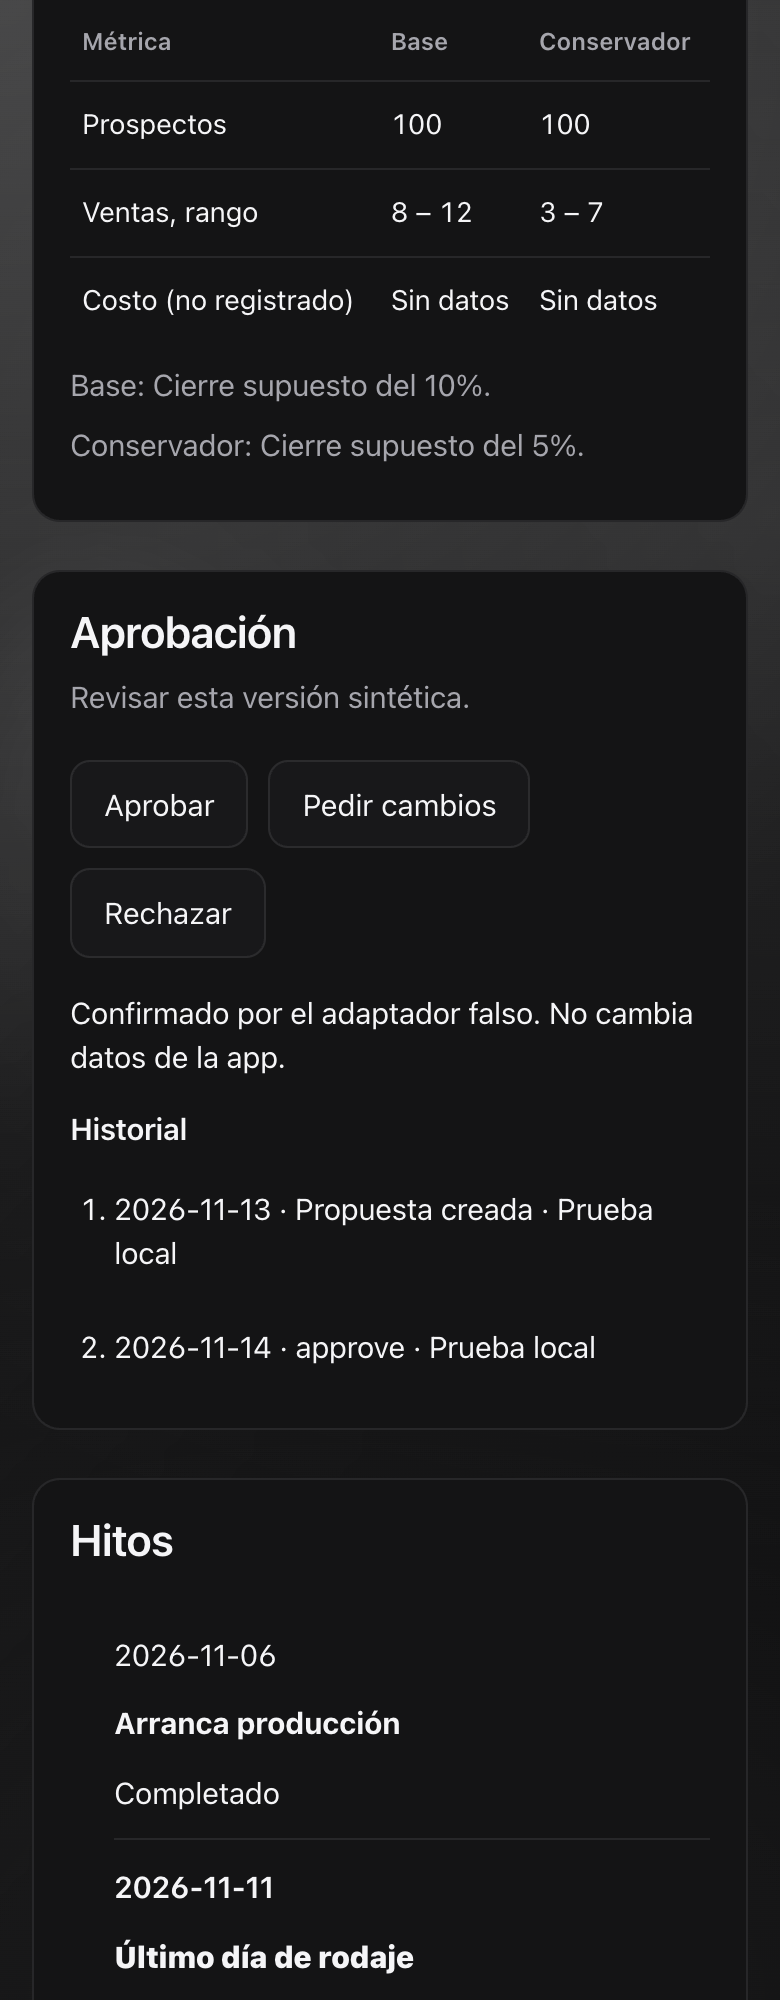 Métrica Base Conservador
Prospectos 100 100
Ventas, rango 8 – 12 3 – 7
Costo (no registrado) Sin datos Sin datos
Base: Cierre supuesto del 10%.
Conservador: Cierre supuesto del 5%.
Aprobación
Revisar esta versión sintética.
Aprobar Pedir cambios
Rechazar
Confirmado por el adaptador falso. No cambia
datos de la app.
Historial
1. 2026-11-13 · Propuesta creada · Prueba
local
2. 2026-11-14 · approve · Prueba local
Hitos
2026-11-06
Arranca producción
Completado
2026-11-11
Último día de rodaje